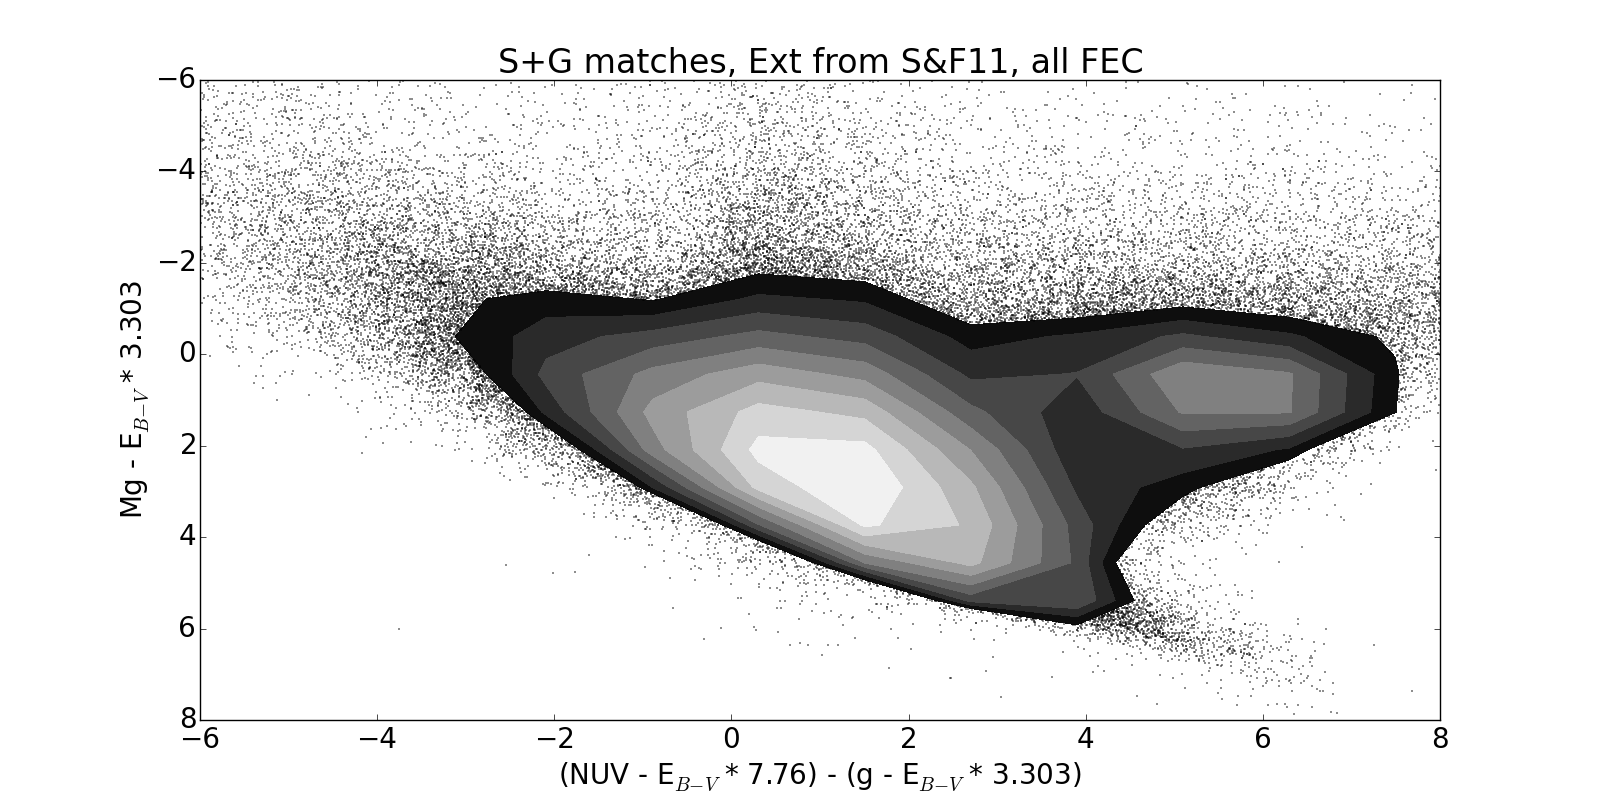 S+G matches, Ext from S&F11, all FEC
−6
−4
−2
0
2
4
6
8
Mg - E_{B−V} * 3.303
−6 −4 −2 0 2 4 6 8
(NUV - E_{B−V} * 7.76) - (g - E_{B−V} * 3.303)